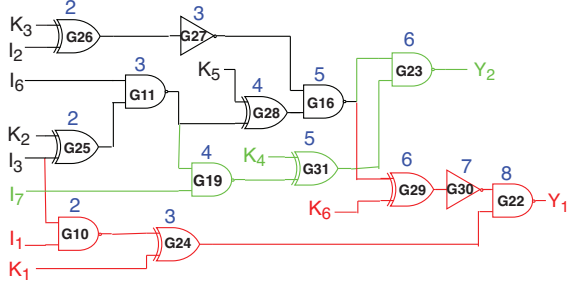 K3 2 G26 3 G27
I2
I6 3 G11 K5 4 G28 5 G16 6 G23 Y2
K2 2 G25
I3
I7 4 G19 K4 5 G31
6 G29 7 G30 8 G22 Y1
K6
I1 2 G10 3 G24
K1